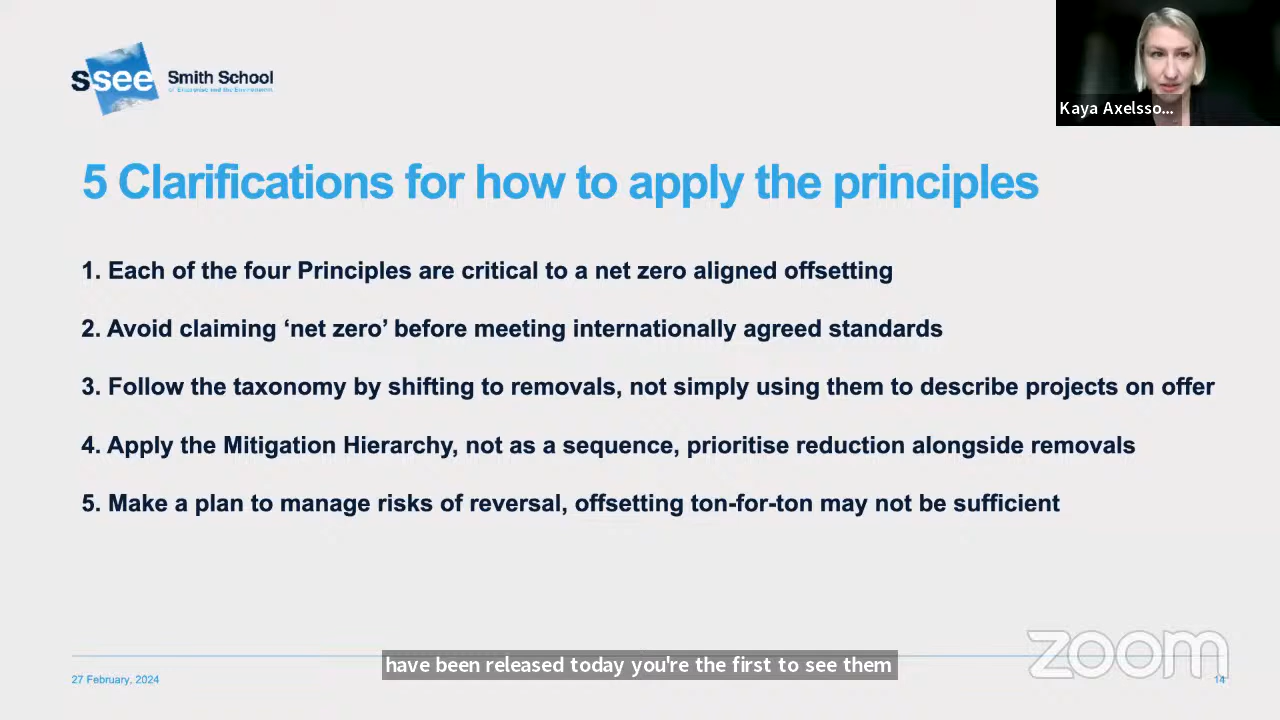 ssee
Smith School
of Enterprise and the Environment
Kaya Axelsso...
5 Clarifications for how to apply the principles
1. Each of the four Principles are critical to a net zero aligned offsetting
2. Avoid claiming ‘net zero’ before meeting internationally agreed standards
3. Follow the taxonomy by shifting to removals, not simply using them to describe projects on offer
4. Apply the Mitigation Hierarchy, not as a sequence, prioritise reduction alongside removals
5. Make a plan to manage risks of reversal, offsetting ton-for-ton may not be sufficient
zoom
have been released today you're the first to see them
27 February, 2024
14